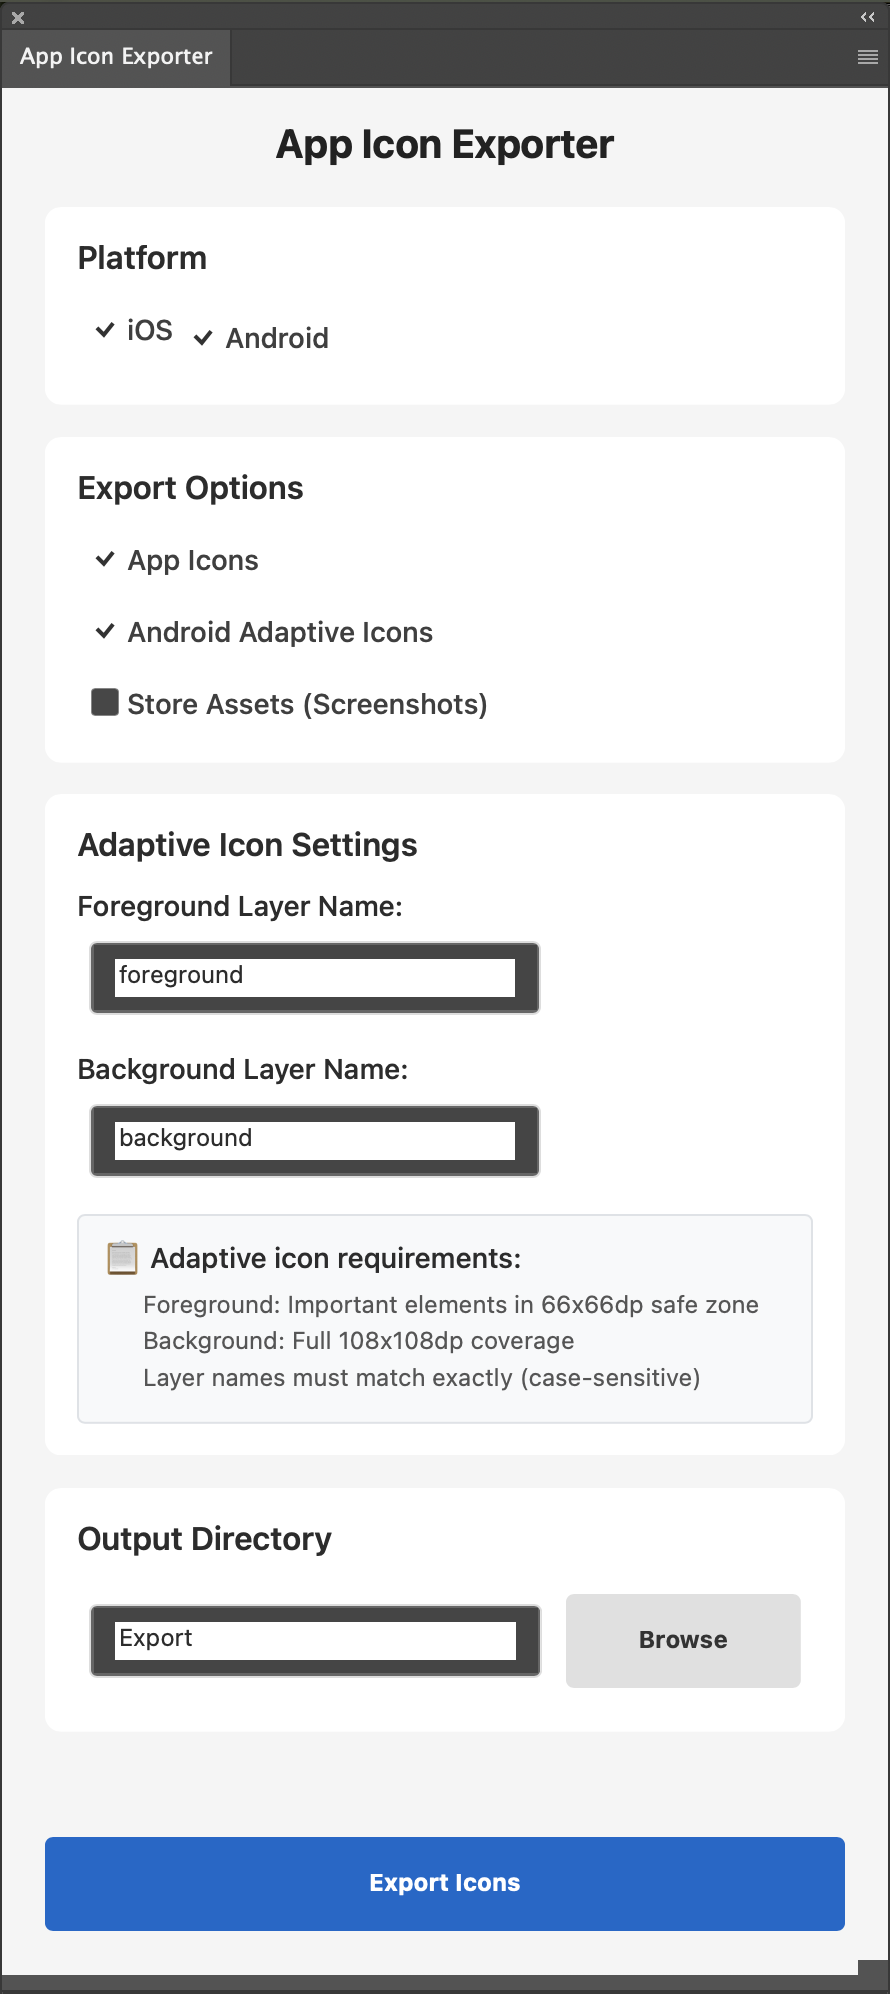 App Icon Exporter
App Icon Exporter
Platform
iOS
Android
Export Options
App Icons
Android Adaptive Icons
Store Assets (Screenshots)
Adaptive Icon Settings
Foreground Layer Name:
foreground
Background Layer Name:
background
Adaptive icon requirements:
Foreground: Important elements in 66x66dp safe zone
Background: Full 108x108dp coverage
Layer names must match exactly (case-sensitive)
Output Directory
Export
Browse
Export Icons